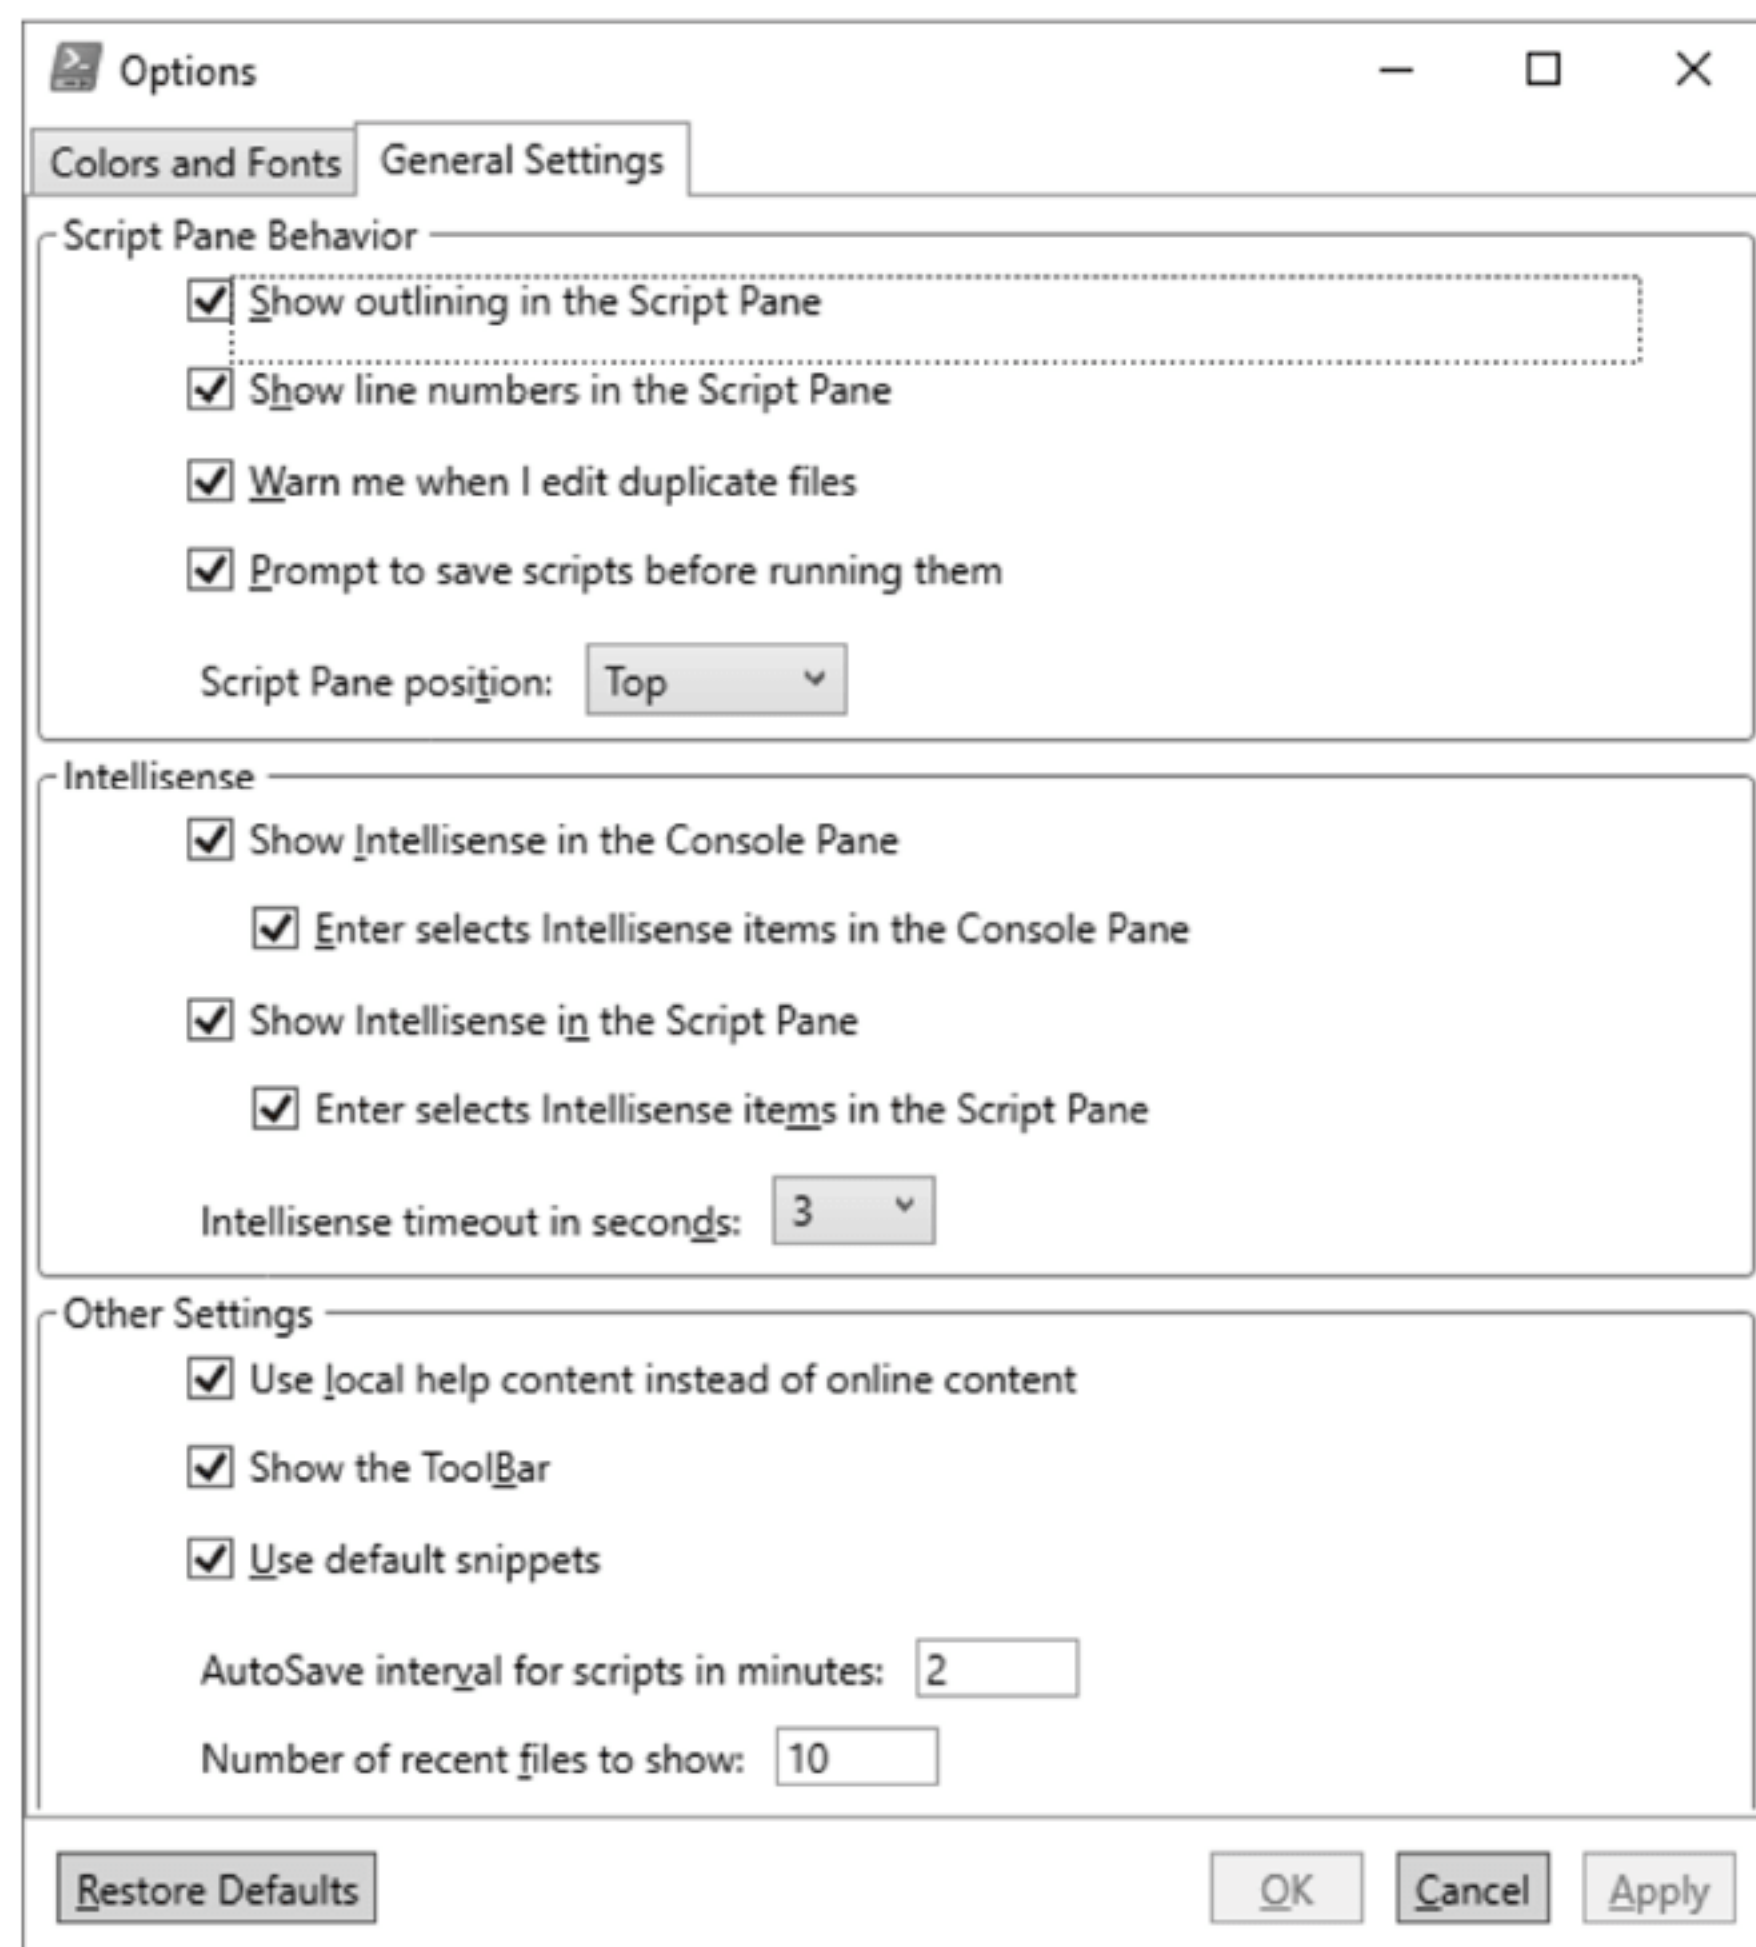 Options
Colors and Fonts General Settings
Script Pane Behavior
Show outlining in the Script Pane
Show line numbers in the Script Pane
Warn me when I edit duplicate files
Prompt to save scripts before running them
Script Pane position: Top
Intellisense
Show Intellisense in the Console Pane
Enter selects Intellisense items in the Console Pane
Show Intellisense in the Script Pane
Enter selects Intellisense items in the Script Pane
Intellisense timeout in seconds: 3
Other Settings
Use local help content instead of online content
Show the ToolBar
Use default snippets
AutoSave interval for scripts in minutes: 2
Number of recent files to show: 10
Restore Defaults OK Cancel Apply